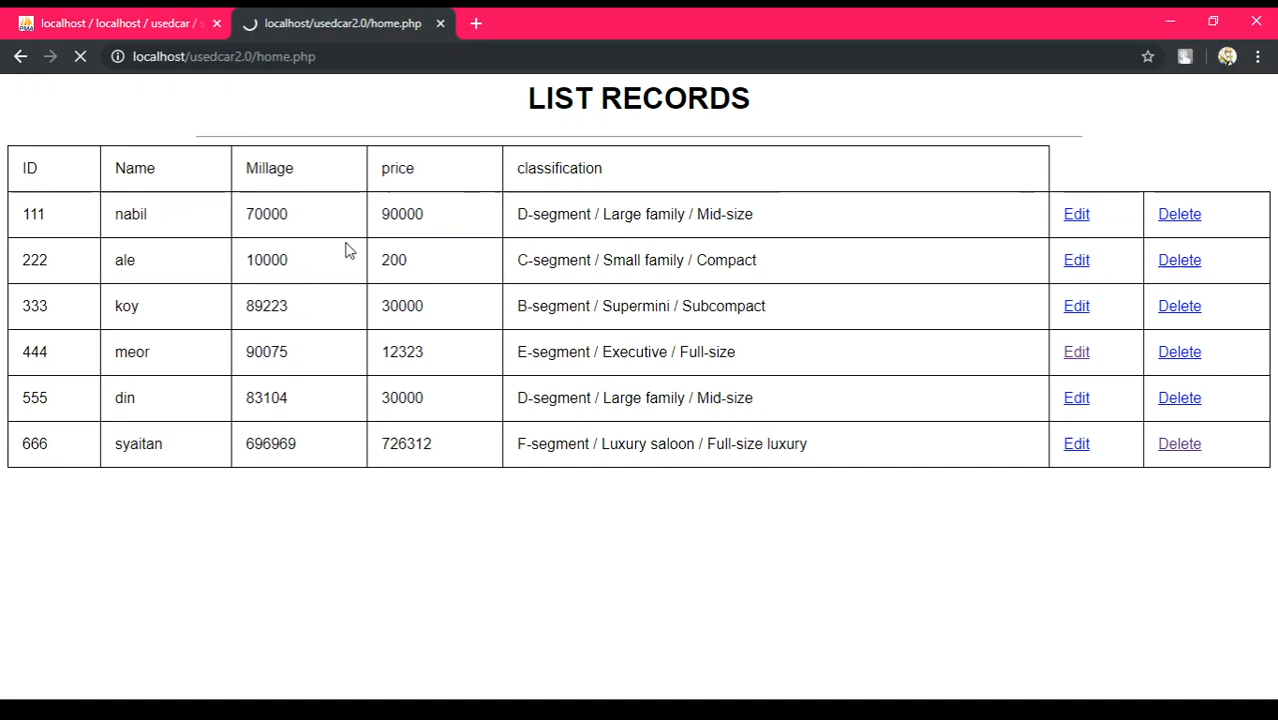 localhost / localhost / usedcar / s
localhost/usedcar2.0/home.php
localhost/usedcar2.0/home.php
LIST RECORDS
ID Name Millage price classification
111 nabil 70000 90000 D-segment / Large family / Mid-size Edit Delete
222 ale 10000 200 C-segment / Small family / Compact Edit Delete
333 koy 89223 30000 B-segment / Supermini / Subcompact Edit Delete
444 meor 90075 12323 E-segment / Executive / Full-size Edit Delete
555 din 83104 30000 D-segment / Large family / Mid-size Edit Delete
666 syaitan 696969 726312 F-segment / Luxury saloon / Full-size luxury Edit Delete